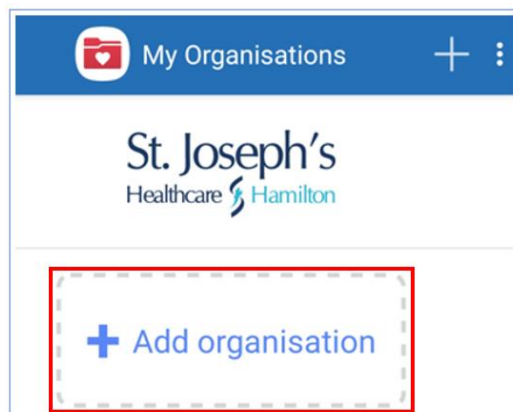 My Organisations
St. Joseph's
Healthcare Hamilton
+ Add organisation